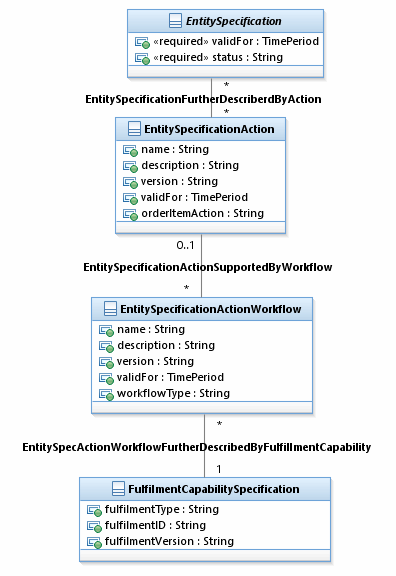 EntitySpecification
«required» validFor : TimePeriod
«required» status : String
*
EntitySpecificationFurtherDescriberdByAction
*
EntitySpecificationAction
name : String
description : String
version : String
validFor : TimePeriod
orderItemAction : String
0..1
EntitySpecificationActionSupportedByWorkflow
*
EntitySpecificationActionWorkflow
name : String
description : String
version : String
validFor : TimePeriod
workflowType : String
*
EntitySpecActionWorkflowFurtherDescribedByFulfillmentCapability
1
FulfilmentCapabilitySpecification
fulfilmentType : String
fulfilmentID : String
fulfilmentVersion : String